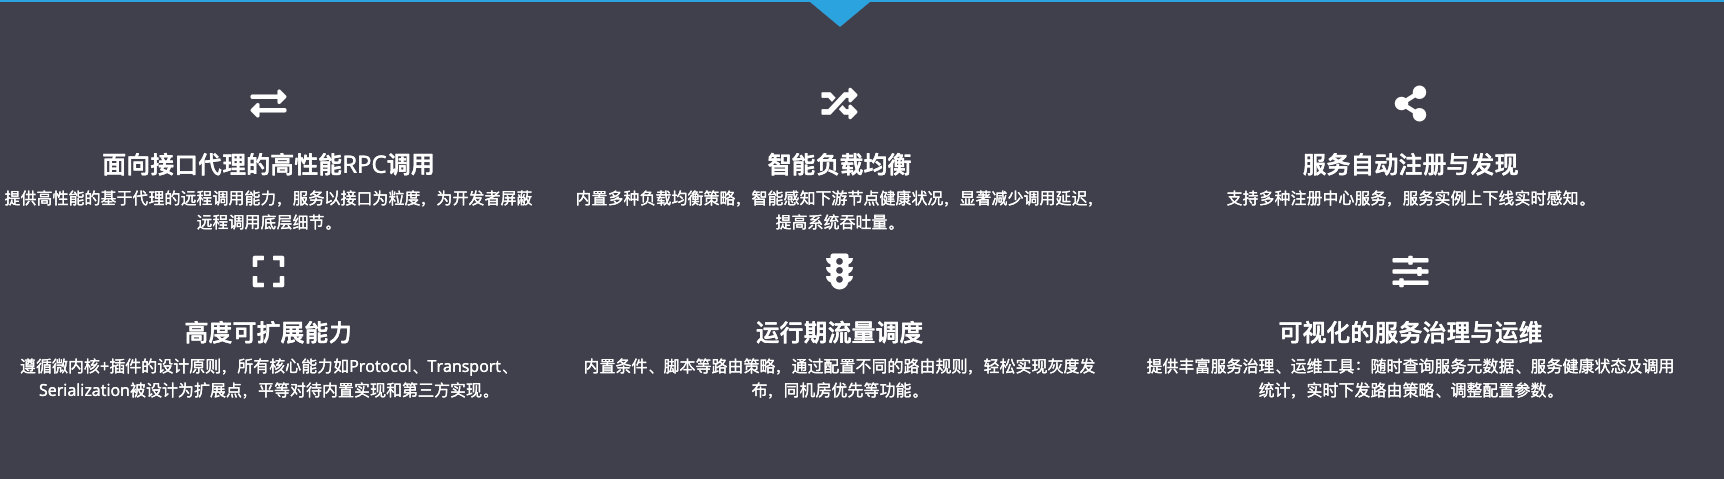 面向接口代理的高性能RPC调用
提供高性能的基于代理的远程调用能力，服务以接口为粒度，为开发者屏蔽
远程调用底层细节。
智能负载均衡
内置多种负载均衡策略，智能感知下游节点健康状况，显著减少调用延迟，
提高系统吞吐量。
服务自动注册与发现
支持多种注册中心服务，服务实例上下线实时感知。
高度可扩展能力
遵循微内核+插件的设计原则，所有核心能力如Protocol、Transport、
Serialization被设计为扩展点，平等对待内置实现和第三方实现。
运行期流量调度
内置条件、脚本等路由策略，通过配置不同的路由规则，轻松实现灰度发
布，同机房优先等功能。
可视化的服务治理与运维
提供丰富服务治理、运维工具：随时查询服务元数据、服务健康状态及调用
统计，实时下发路由策略、调整配置参数。